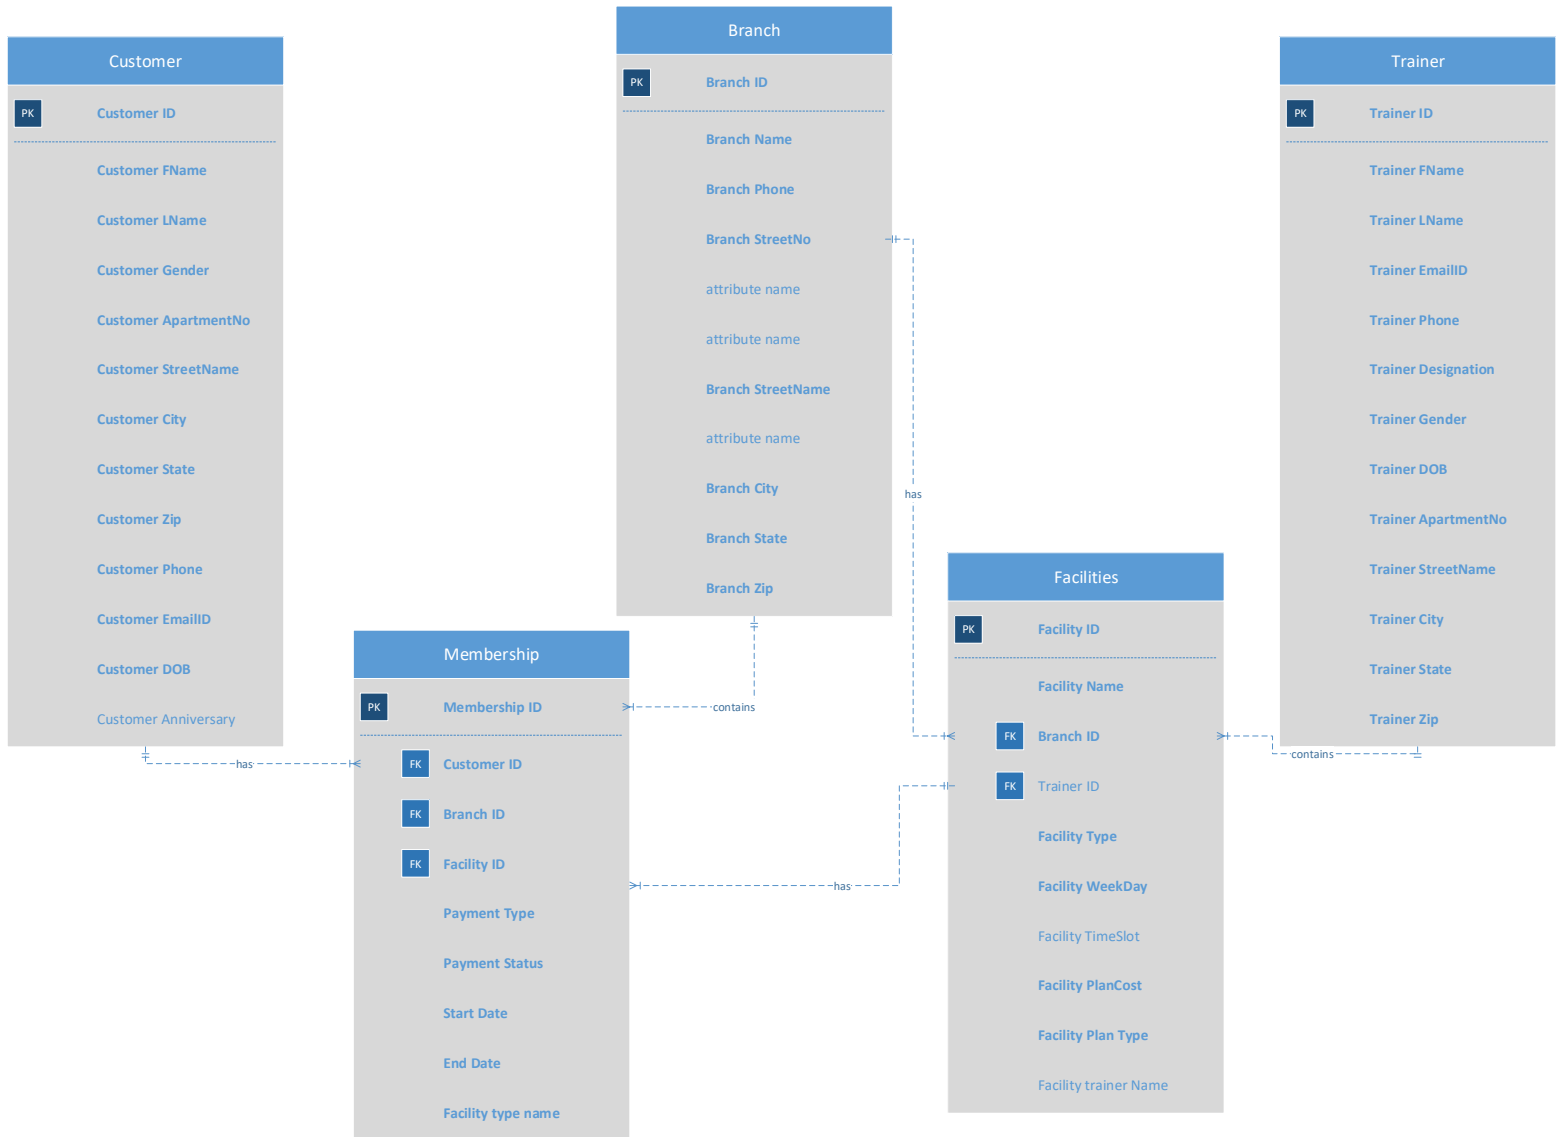 Customer
PK Customer ID
Customer FName
Customer LName
Customer Gender
Customer ApartmentNo
Customer StreetName
Customer City
Customer State
Customer Zip
Customer Phone
Customer EmailID
Customer DOB
Customer Anniversary
has
Branch
PK Branch ID
Branch Name
Branch Phone
Branch StreetNo
attribute name
attribute name
Branch StreetName
attribute name
Branch City
Branch State
Branch Zip
contains
has
Membership
PK Membership ID
FK Customer ID
FK Branch ID
FK Facility ID
Payment Type
Payment Status
Start Date
End Date
Facility type name
has
Facilities
PK Facility ID
Facility Name
FK Branch ID
FK Trainer ID
Facility Type
Facility WeekDay
Facility TimeSlot
Facility PlanCost
Facility Plan Type
Facility trainer Name
contains
Trainer
PK Trainer ID
Trainer FName
Trainer LName
Trainer EmailID
Trainer Phone
Trainer Designation
Trainer Gender
Trainer DOB
Trainer ApartmentNo
Trainer StreetName
Trainer City
Trainer State
Trainer Zip